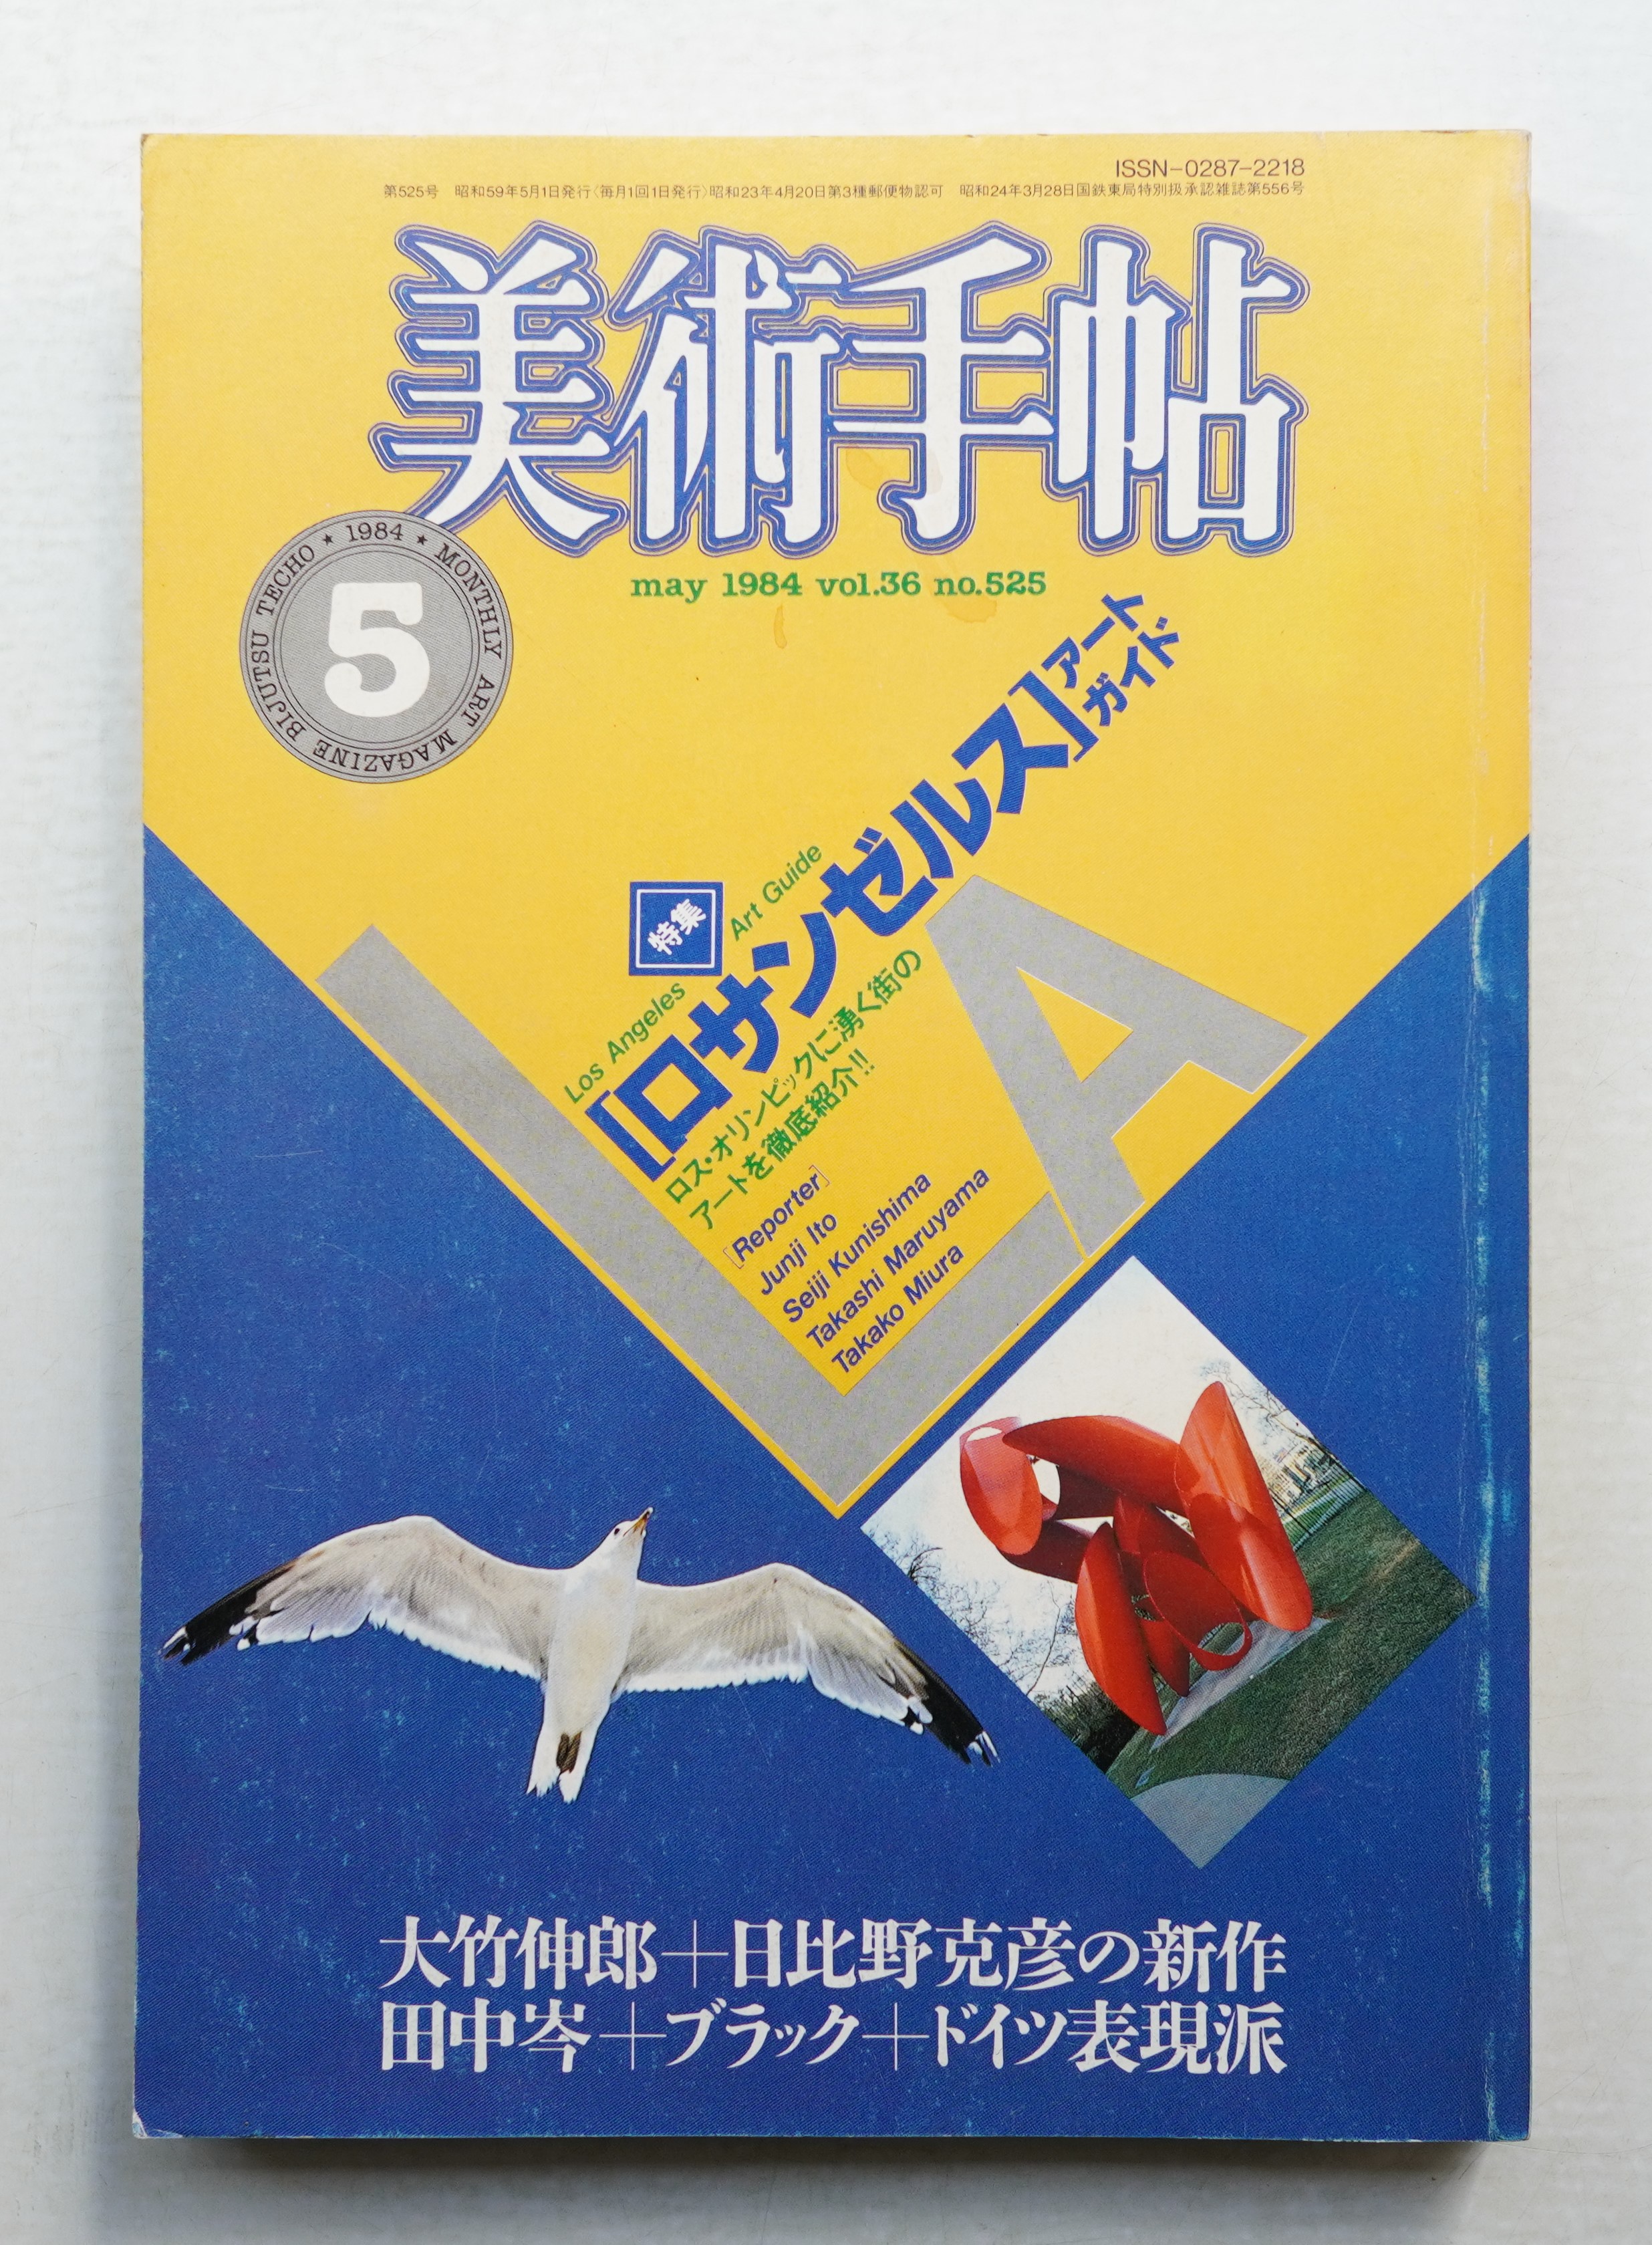 ISSN-0287-2218
第525号 昭和59年5月1日発行〈毎月1回1日発行〉昭和23年4月20日第3種郵便物認可 昭和24年3月28日国鉄東局特別扱承認雑誌第556号
美術手帖
may 1984 vol.36 no.525
BIJUTSU TECHO ★ 1984 ★ MONTHLY ART MAGAZINE
5
特集
Los Angeles Art Guide
[ロサンゼルス]アート
ガイド
ロス・オリンピックに湧く街の
アートを徹底紹介!!
[Reporter]
Junji Ito
Seiji Kunishima
Takashi Maruyama
Takako Miura
LA
大竹伸郎+日比野克彦の新作
田中岑+ブラック+ドイツ表現派